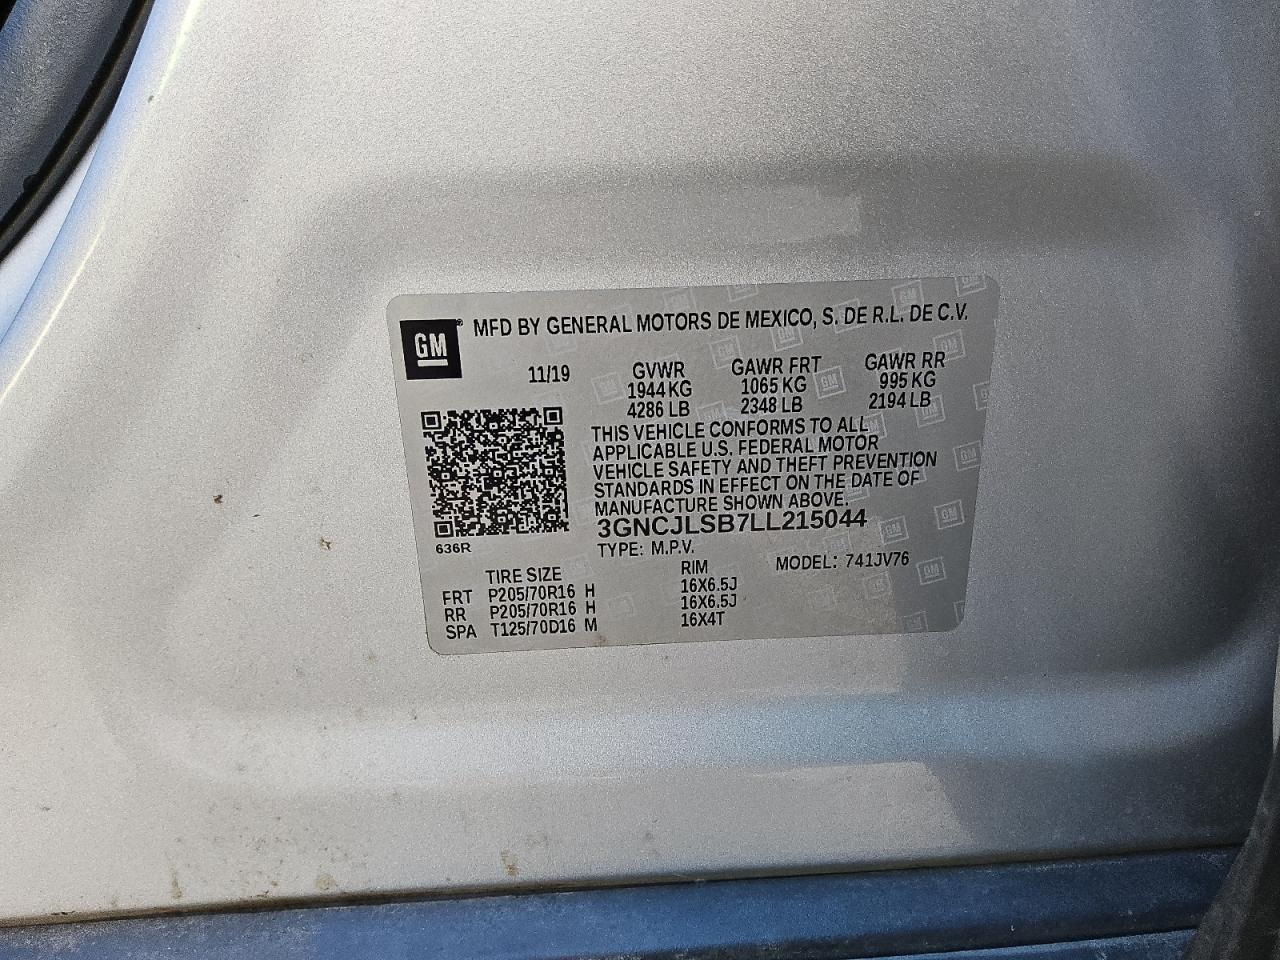 GM ® MFD BY GENERAL MOTORS DE MEXICO, S. DE R.L. DE C.V.
11/19 GVWR GAWR FRT GAWR RR
1944 KG 1065 KG 995 KG
4286 LB 2348 LB 2194 LB
THIS VEHICLE CONFORMS TO ALL
APPLICABLE U.S. FEDERAL MOTOR
VEHICLE SAFETY AND THEFT PREVENTION
STANDARDS IN EFFECT ON THE DATE OF
MANUFACTURE SHOWN ABOVE.
3GNCJLSB7LL215044
636R TYPE: M.P.V. MODEL: 741JV76
TIRE SIZE RIM
FRT P205/70R16 H 16X6.5J
RR P205/70R16 H 16X6.5J
SPA T125/70D16 M 16X4T